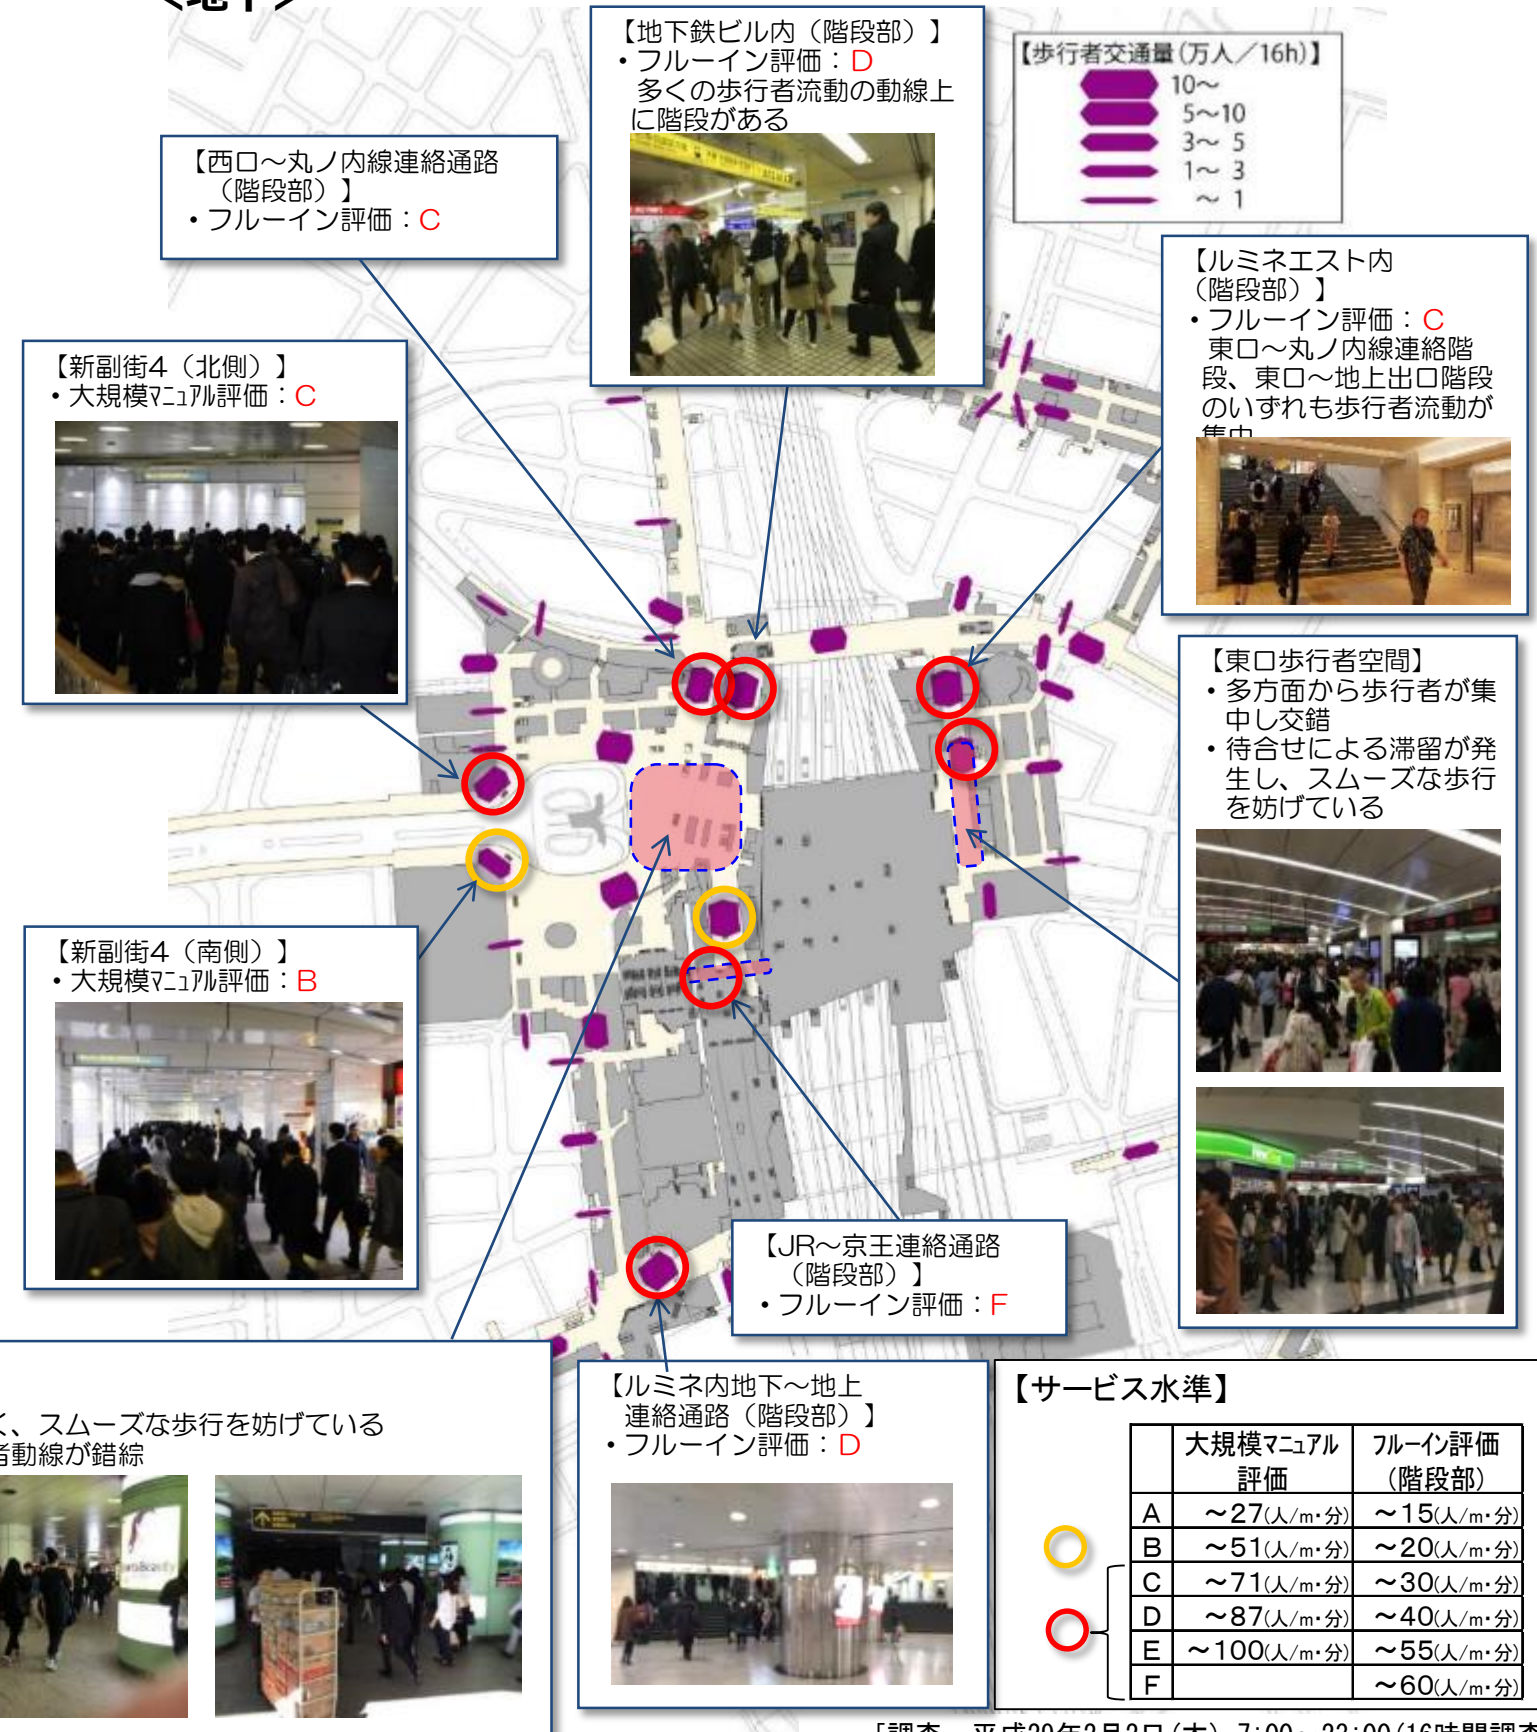 <地下>
【地下鉄ビル内（階段部）】
・フルーイン評価：D
多くの歩行者流動の動線上
に階段がある
【歩行者交通量(万人／16h)】
10～
5～10
3～ 5
1～ 3
～ 1
【西口～丸ノ内線連絡通路
（階段部）】
・フルーイン評価：C
【ルミネエスト内
（階段部）】
・フルーイン評価：C
東口～丸ノ内線連絡階
段、東口～地上出口階段
のいずれも歩行者流動が
集中
【新副街4（北側）】
・大規模ﾏﾆｭｱﾙ評価：C
【東口歩行者空間】
・多方面から歩行者が集
中し交錯
・待合せによる滞留が発
生し、スムーズな歩行
を妨げている
【新副街4（南側）】
・大規模ﾏﾆｭｱﾙ評価：B
【JR～京王連絡通路
（階段部）】
・フルーイン評価：F
く、スムーズな歩行を妨げている
者動線が錯綜
【ルミネ内地下～地上
連絡通路（階段部）】
・フルーイン評価：D
【サービス水準】
大規模ﾏﾆｭｱﾙ評価 ﾌﾙｰｲﾝ評価（階段部）
A ～27(人/m・分) ～15(人/m・分)
B ～51(人/m・分) ～20(人/m・分)
C ～71(人/m・分) ～30(人/m・分)
D ～87(人/m・分) ～40(人/m・分)
E ～100(人/m・分) ～55(人/m・分)
F ～60(人/m・分)